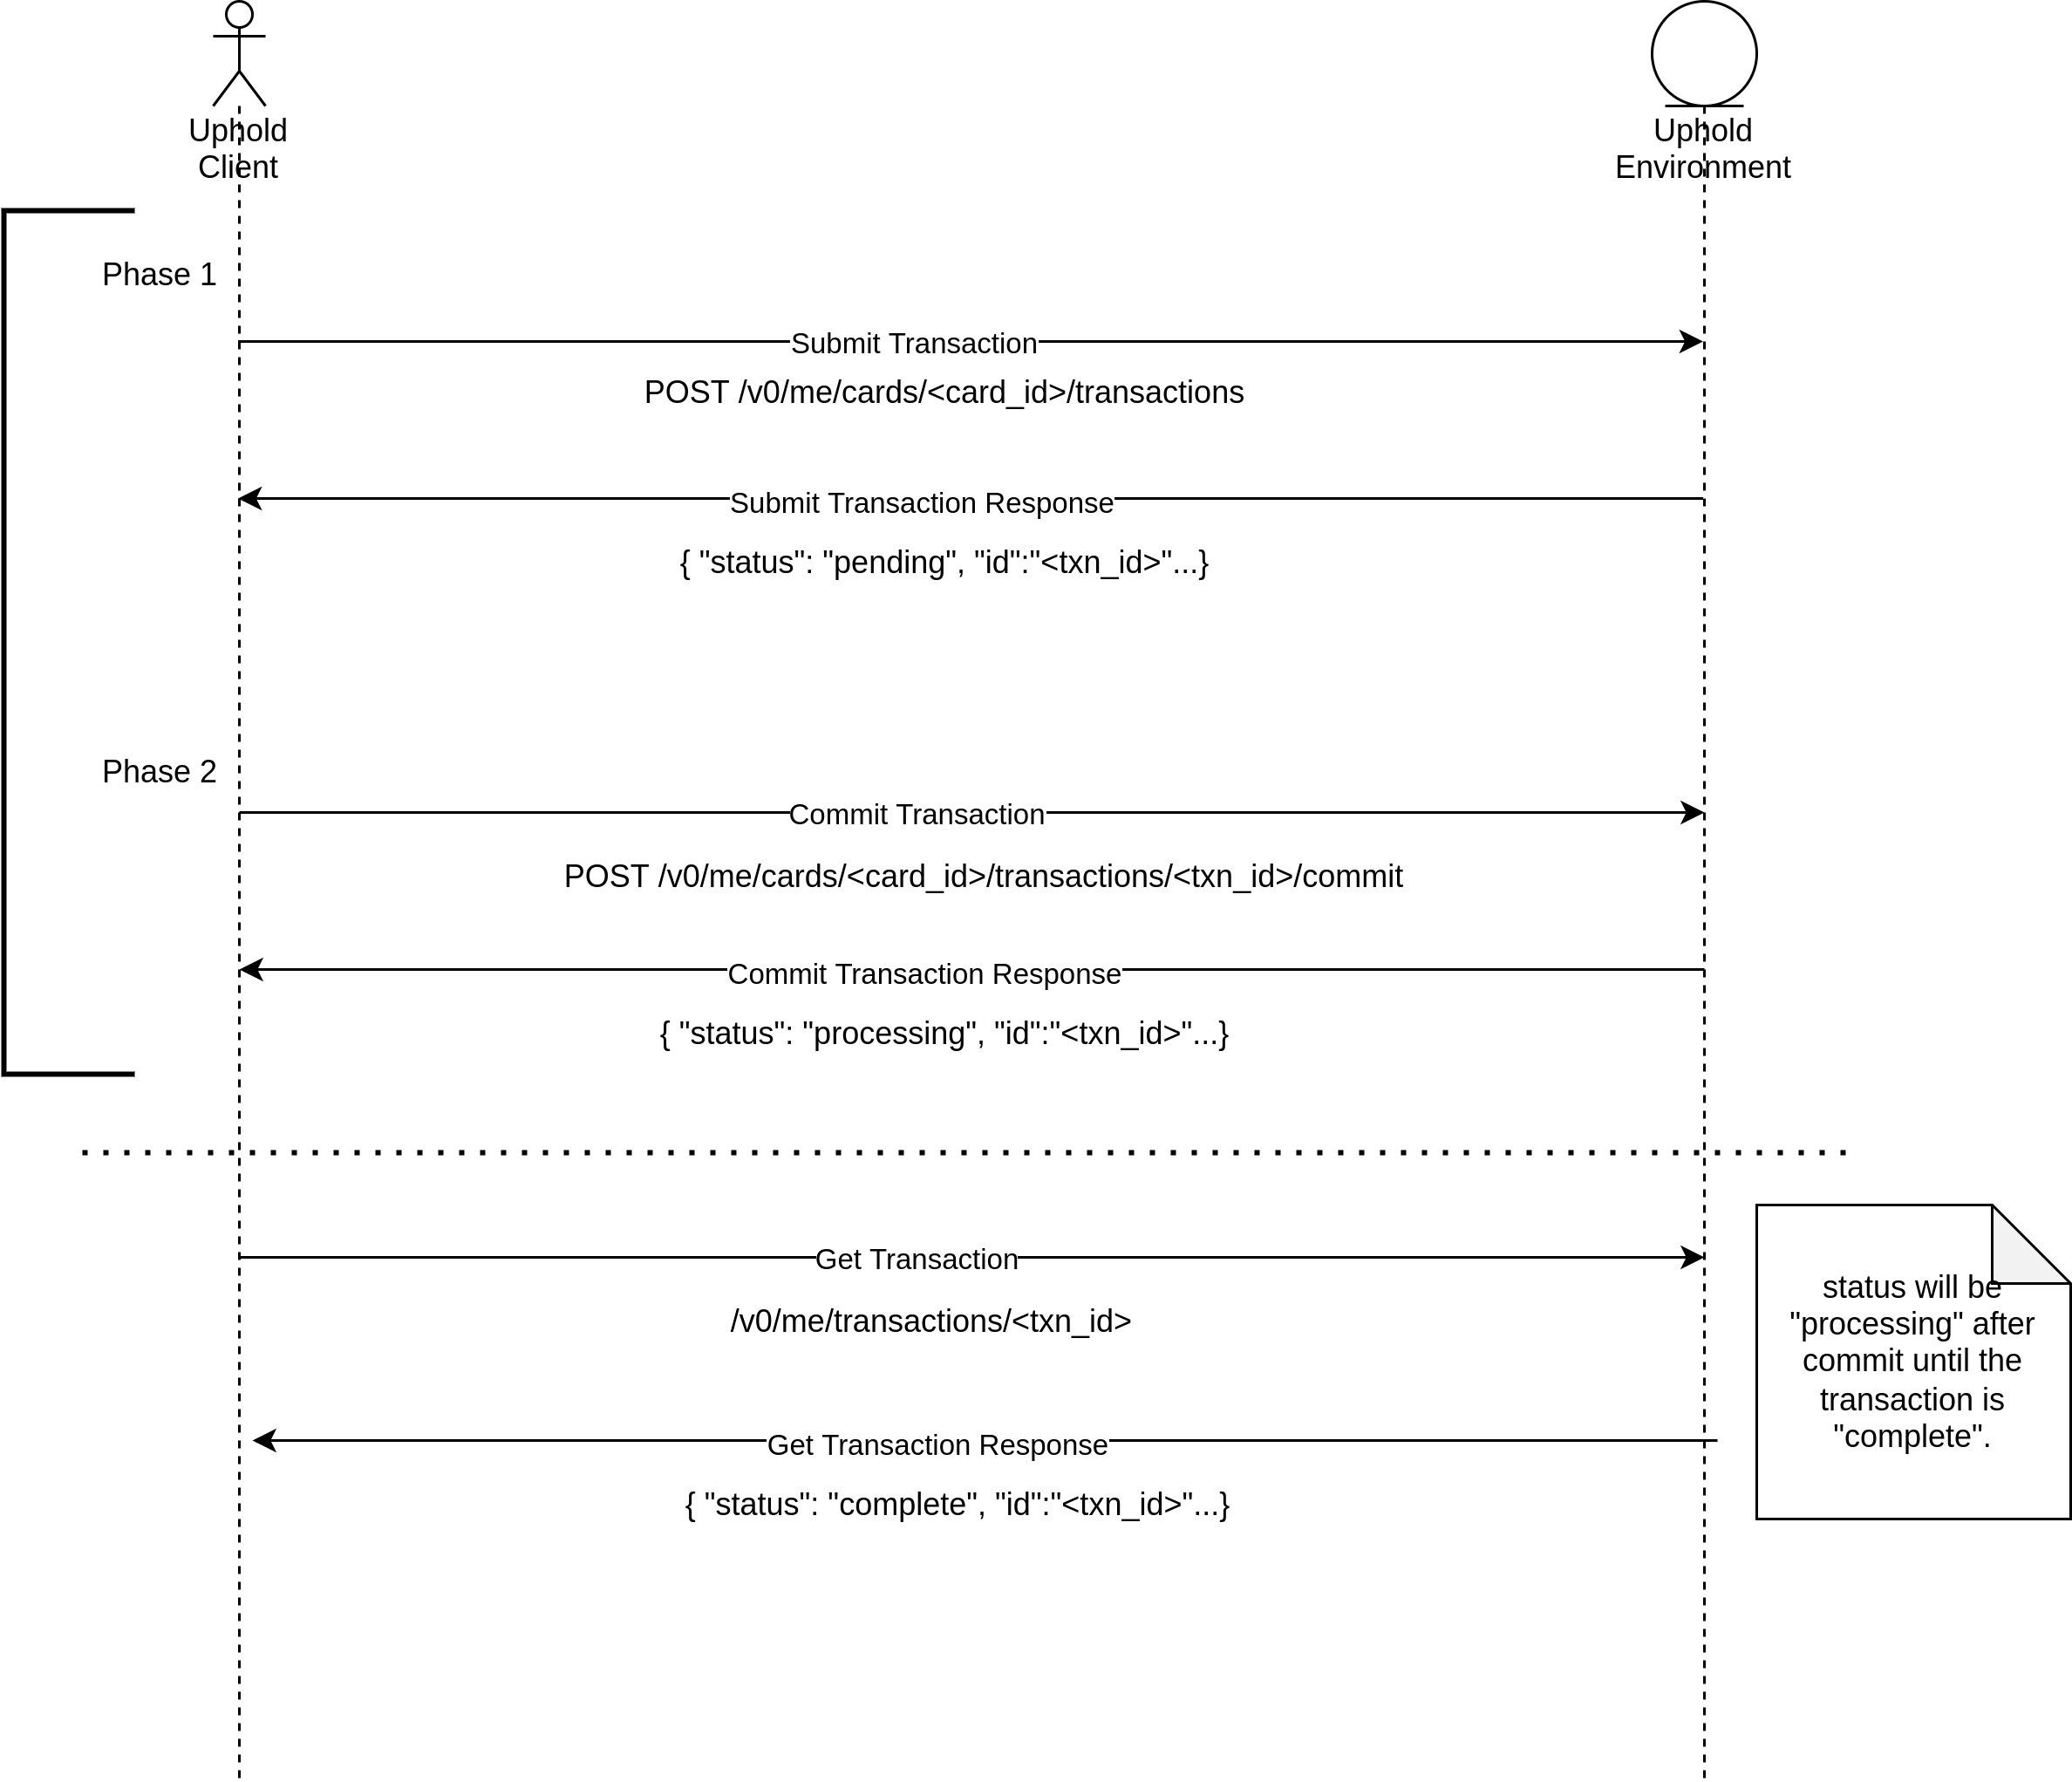 Uphold
Client
Uphold
Environment
Phase 1
Submit Transaction
POST /v0/me/cards/<card_id>/transactions
Submit Transaction Response
{ "status": "pending", "id":"<txn_id>"...}
Phase 2
Commit Transaction
POST /v0/me/cards/<card_id>/transactions/<txn_id>/commit
Commit Transaction Response
{ "status": "processing", "id":"<txn_id>"...}
Get Transaction
/v0/me/transactions/<txn_id>
Get Transaction Response
{ "status": "complete", "id":"<txn_id>"...}
status will be
"processing" after
commit until the
transaction is
"complete".